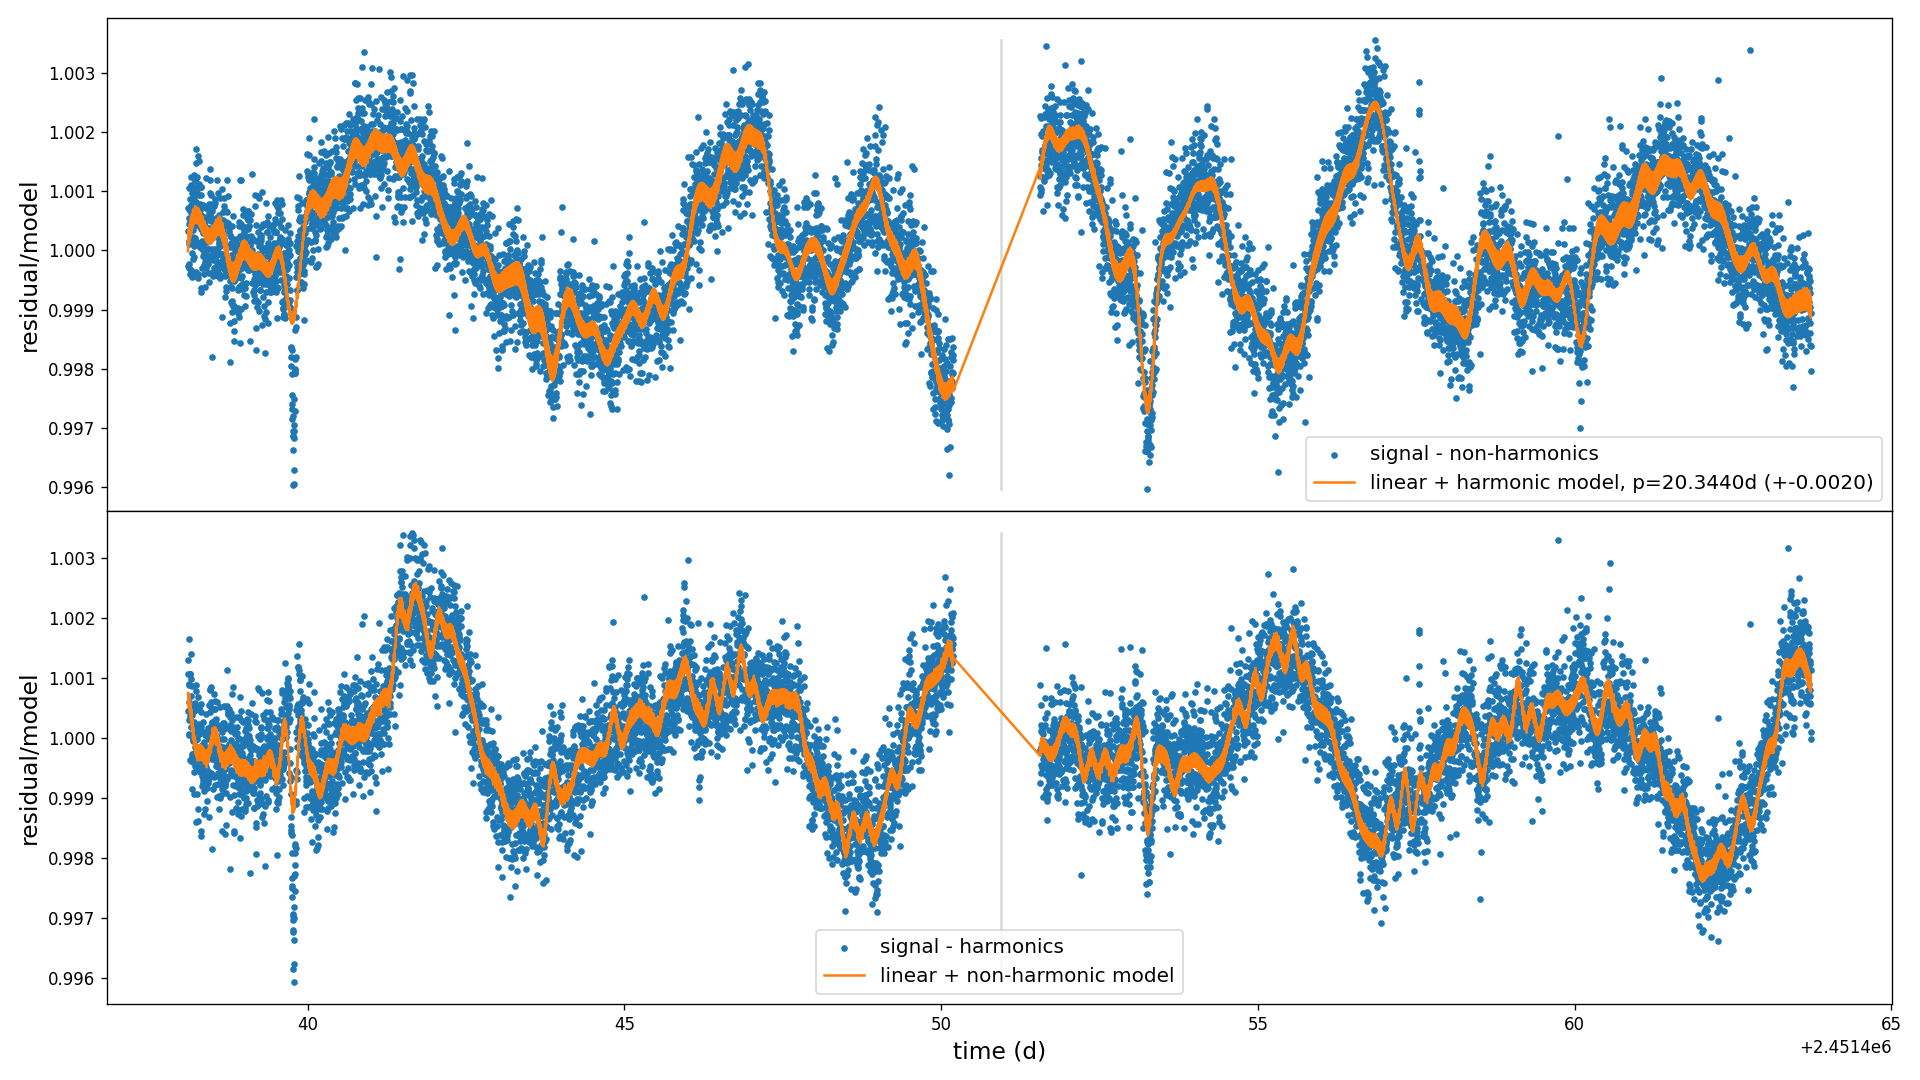 residual/model
1.003
1.002
1.001
1.000
0.999
0.998
0.997
0.996
signal - non-harmonics
linear + harmonic model, p=20.3440d (+-0.0020)
residual/model
1.003
1.002
1.001
1.000
0.999
0.998
0.997
0.996
signal - harmonics
linear + non-harmonic model
40 45 50 55 60 65
+2.4514e6
time (d)